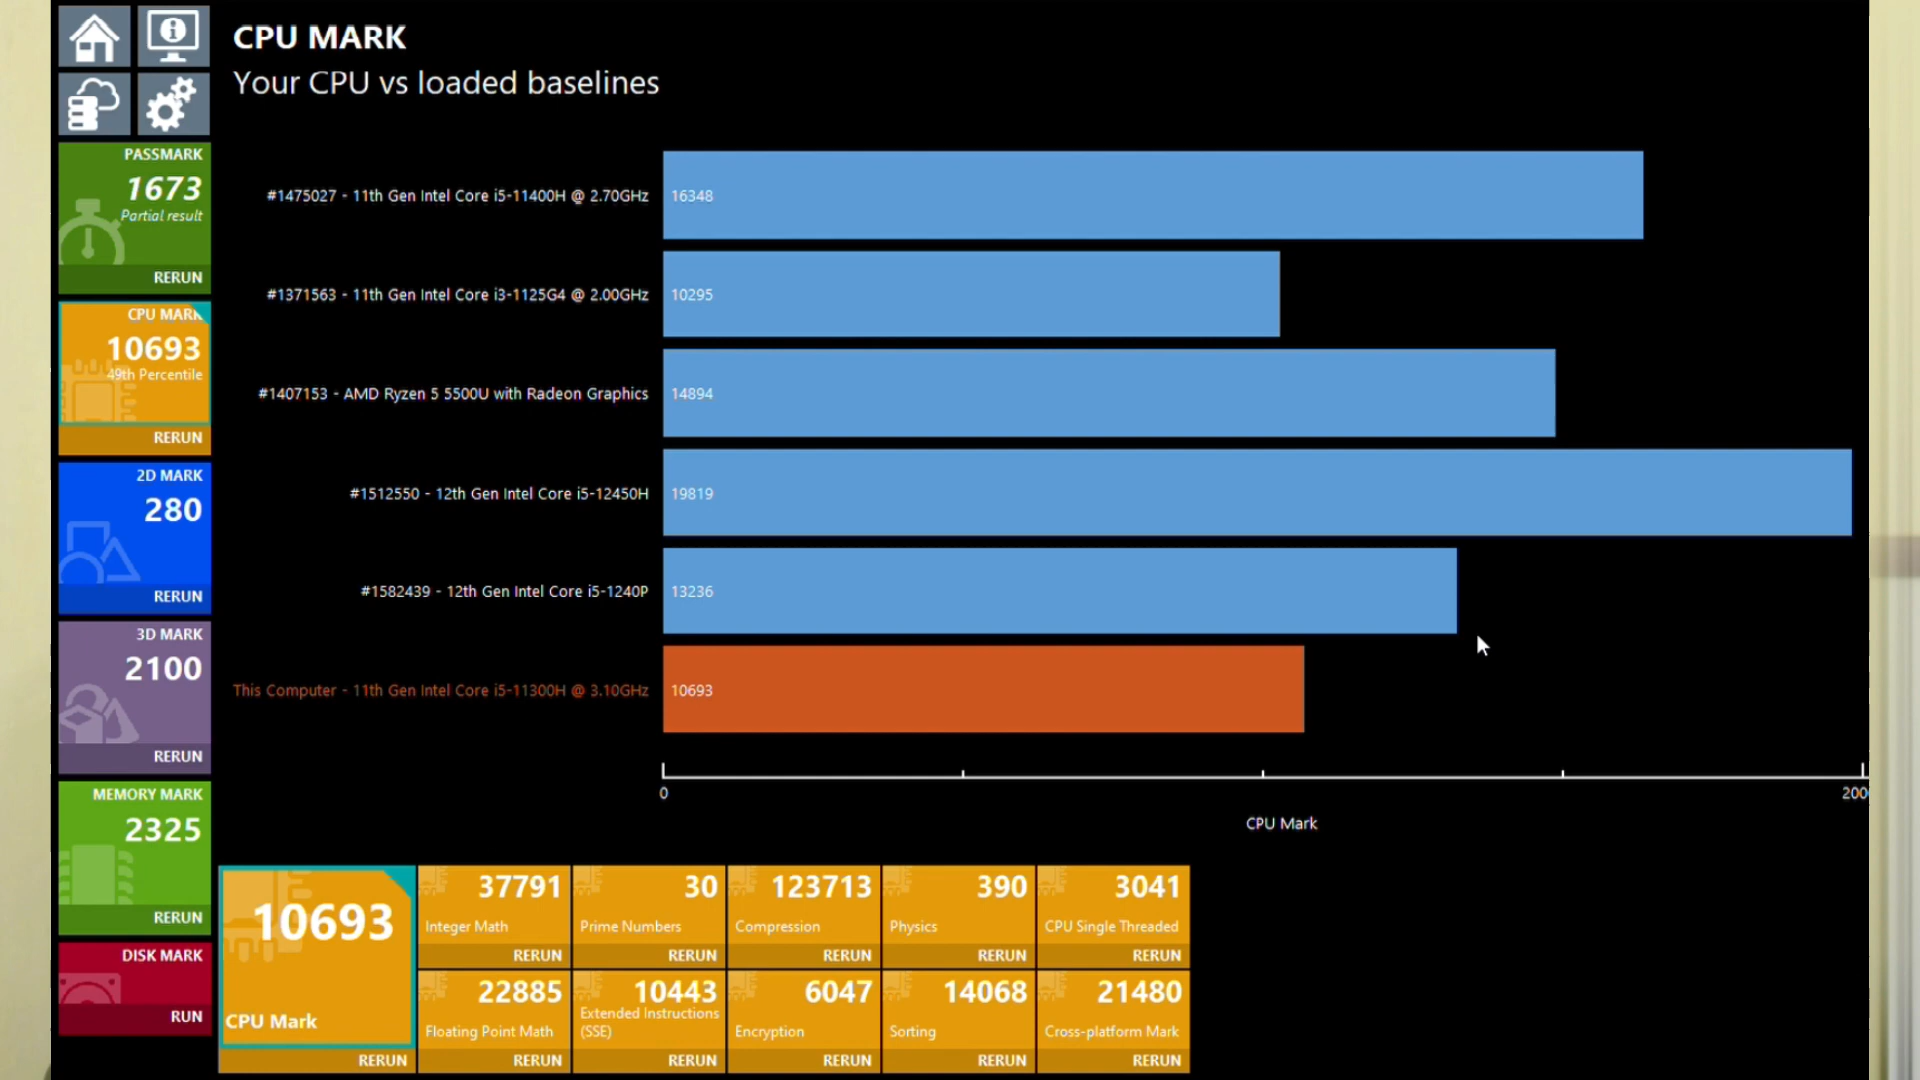 CPU MARK
Your CPU vs loaded baselines
PASSMARK
1673
Partial result
RERUN
CPU MARK
10693
49th Percentile
RERUN
2D MARK
280
RERUN
3D MARK
2100
RERUN
MEMORY MARK
2325
RERUN
DISK MARK
RUN
#1475027 - 11th Gen Intel Core i5-11400H @ 2.70GHz 16348
#1371563 - 11th Gen Intel Core i3-1125G4 @ 2.00GHz 10295
#1407153 - AMD Ryzen 5 5500U with Radeon Graphics 14894
#1512550 - 12th Gen Intel Core i5-12450H 19819
#1582439 - 12th Gen Intel Core i5-1240P 13236
This Computer - 11th Gen Intel Core i5-11300H @ 3.10GHz 10693
0 200
CPU Mark
10693
CPU Mark
RERUN
37791
Integer Math
RERUN
30
Prime Numbers
RERUN
123713
Compression
RERUN
390
Physics
RERUN
3041
CPU Single Threaded
RERUN
22885
Floating Point Math
RERUN
10443
Extended Instructions
(SSE)
RERUN
6047
Encryption
RERUN
14068
Sorting
RERUN
21480
Cross-platform Mark
RERUN